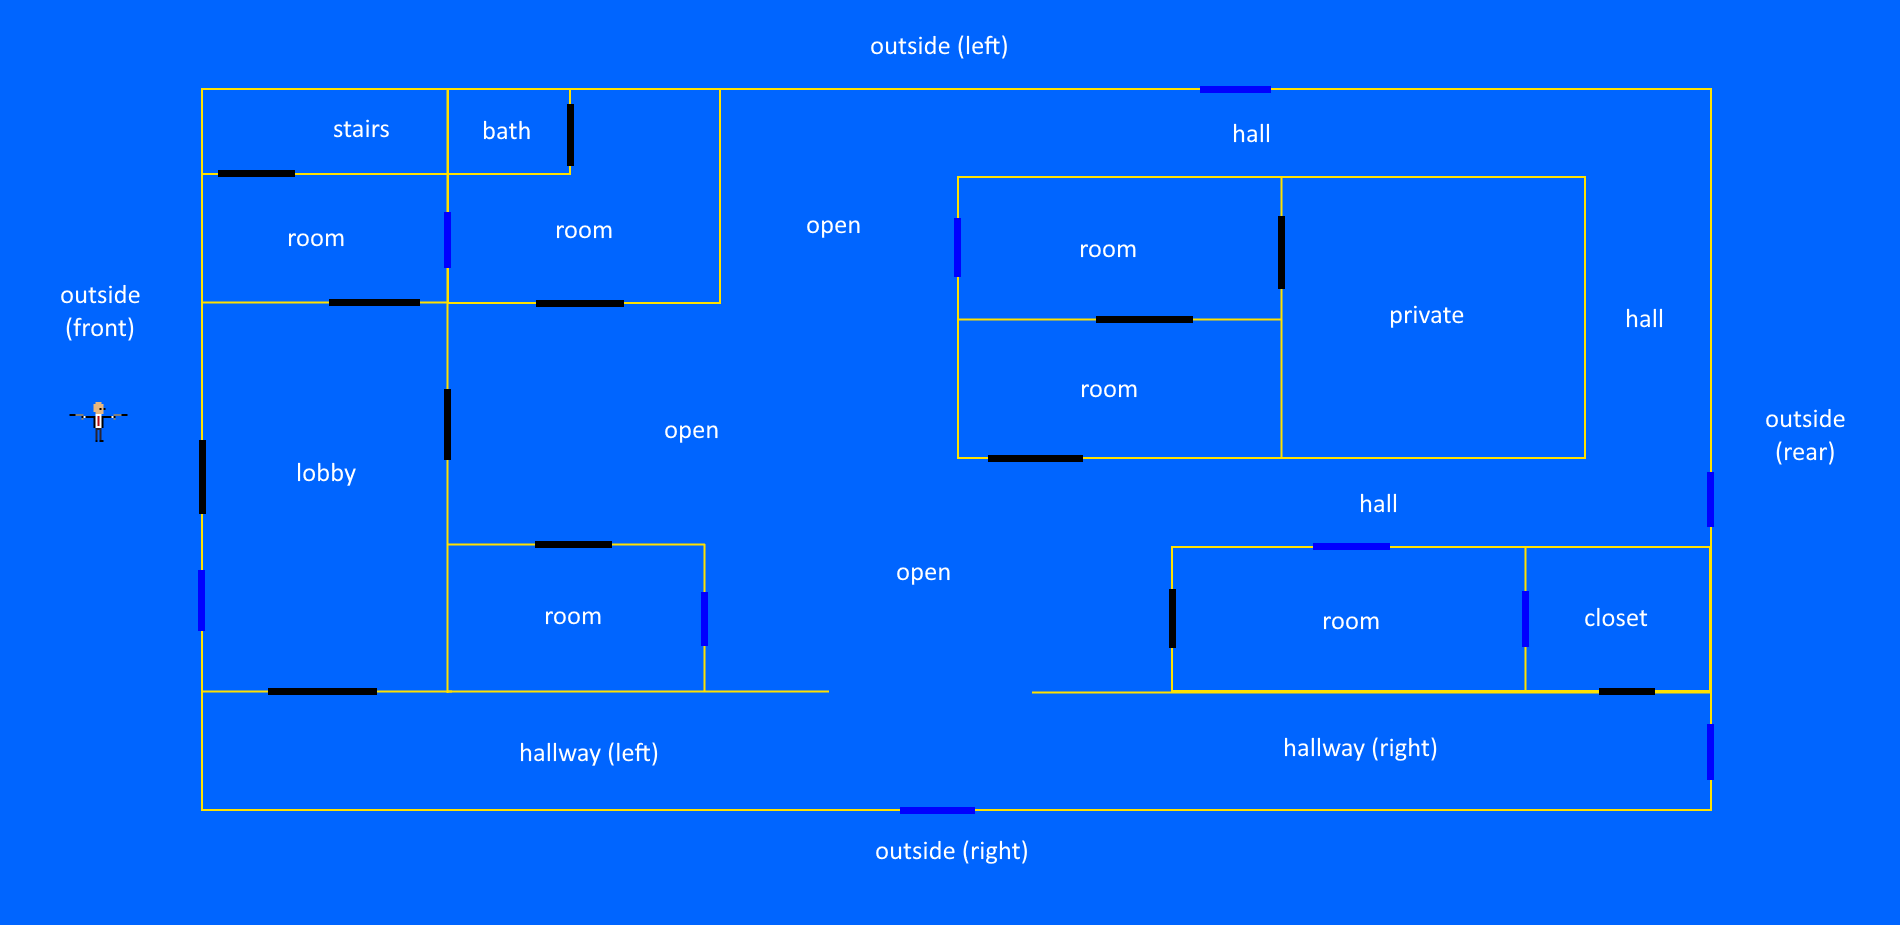 outside (left)
stairs
bath
hall
room
room
open
room
private
outside
(front)
hall
room
open
lobby
outside
(rear)
hall
open
room
room
closet
hallway (left)
hallway (right)
outside (right)